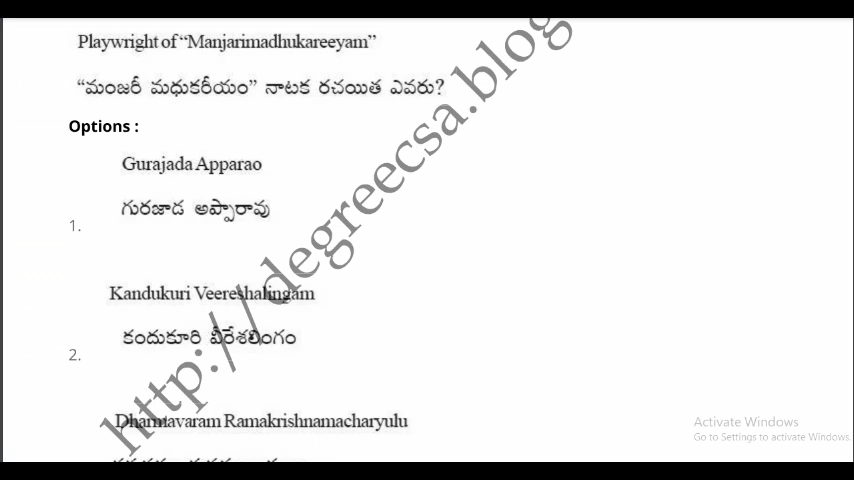 Playwright of “Manjarimadhukareeyam”
“మంజరీ మధుకరీయం” నాటక రచయిత ఎవరు?
Options :
Gurajada Apparao
గురజాడ అప్పారావు
1.
Kandukuri Veereshalingam
కందుకూరి వీరేశలింగం
2.
Dharmavaram Ramakrishnamacharyulu
http://degreecsa.blog
Activate Windows
Go to Settings to activate Windows.